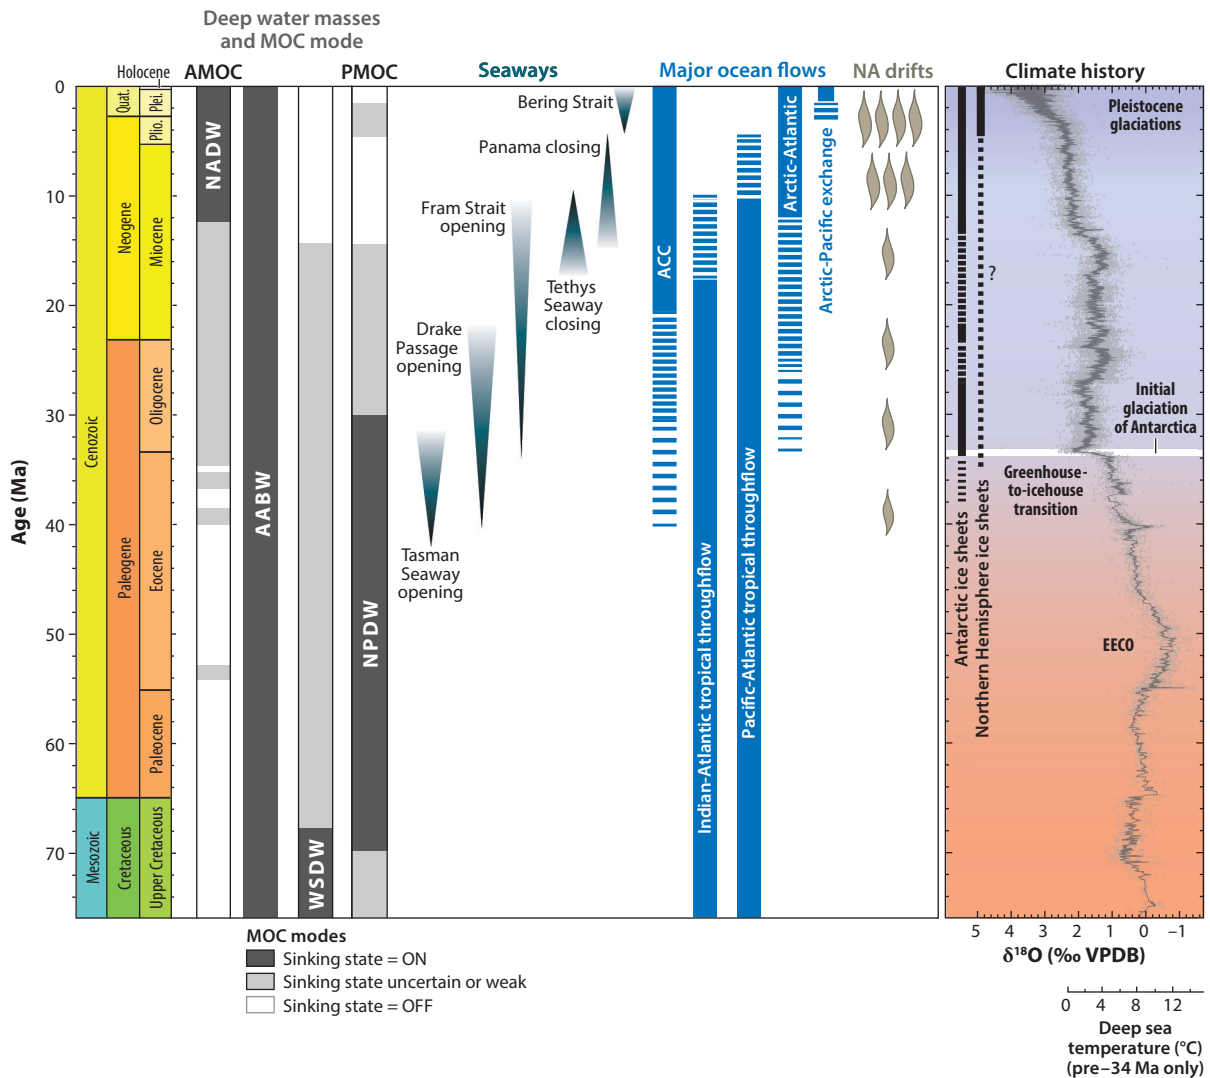 Deep water masses
and MOC mode
Holocene
AMOC
PMOC
Seaways
Major ocean flows
NA drifts
Climate history
Age (Ma)
0
10
20
30
40
50
60
70
Cenozoic
Mesozoic
Quat.
Neogene
Paleogene
Cretaceous
Plei.
Plio.
Miocene
Oligocene
Eocene
Paleocene
Upper Cretaceous
NADW
AABW
WSDW
NPDW
Bering Strait
Panama closing
Fram Strait
opening
Tethys
Seaway
closing
Drake
Passage
opening
Tasman
Seaway
opening
ACC
Indian-Atlantic tropical throughflow
Pacific-Atlantic tropical throughflow
Arctic-Atlantic
Arctic-Pacific exchange
Antarctic ice sheets
Northern Hemisphere ice sheets
?
Pleistocene
glaciations
Initial
glaciation
of Antarctica
Greenhouse-
to-icehouse
transition
EECO
5 4 3 2 1 0 −1
δ¹⁸O (‰ VPDB)
0 4 8 12
Deep sea
temperature (°C)
(pre–34 Ma only)
MOC modes
Sinking state = ON
Sinking state uncertain or weak
Sinking state = OFF